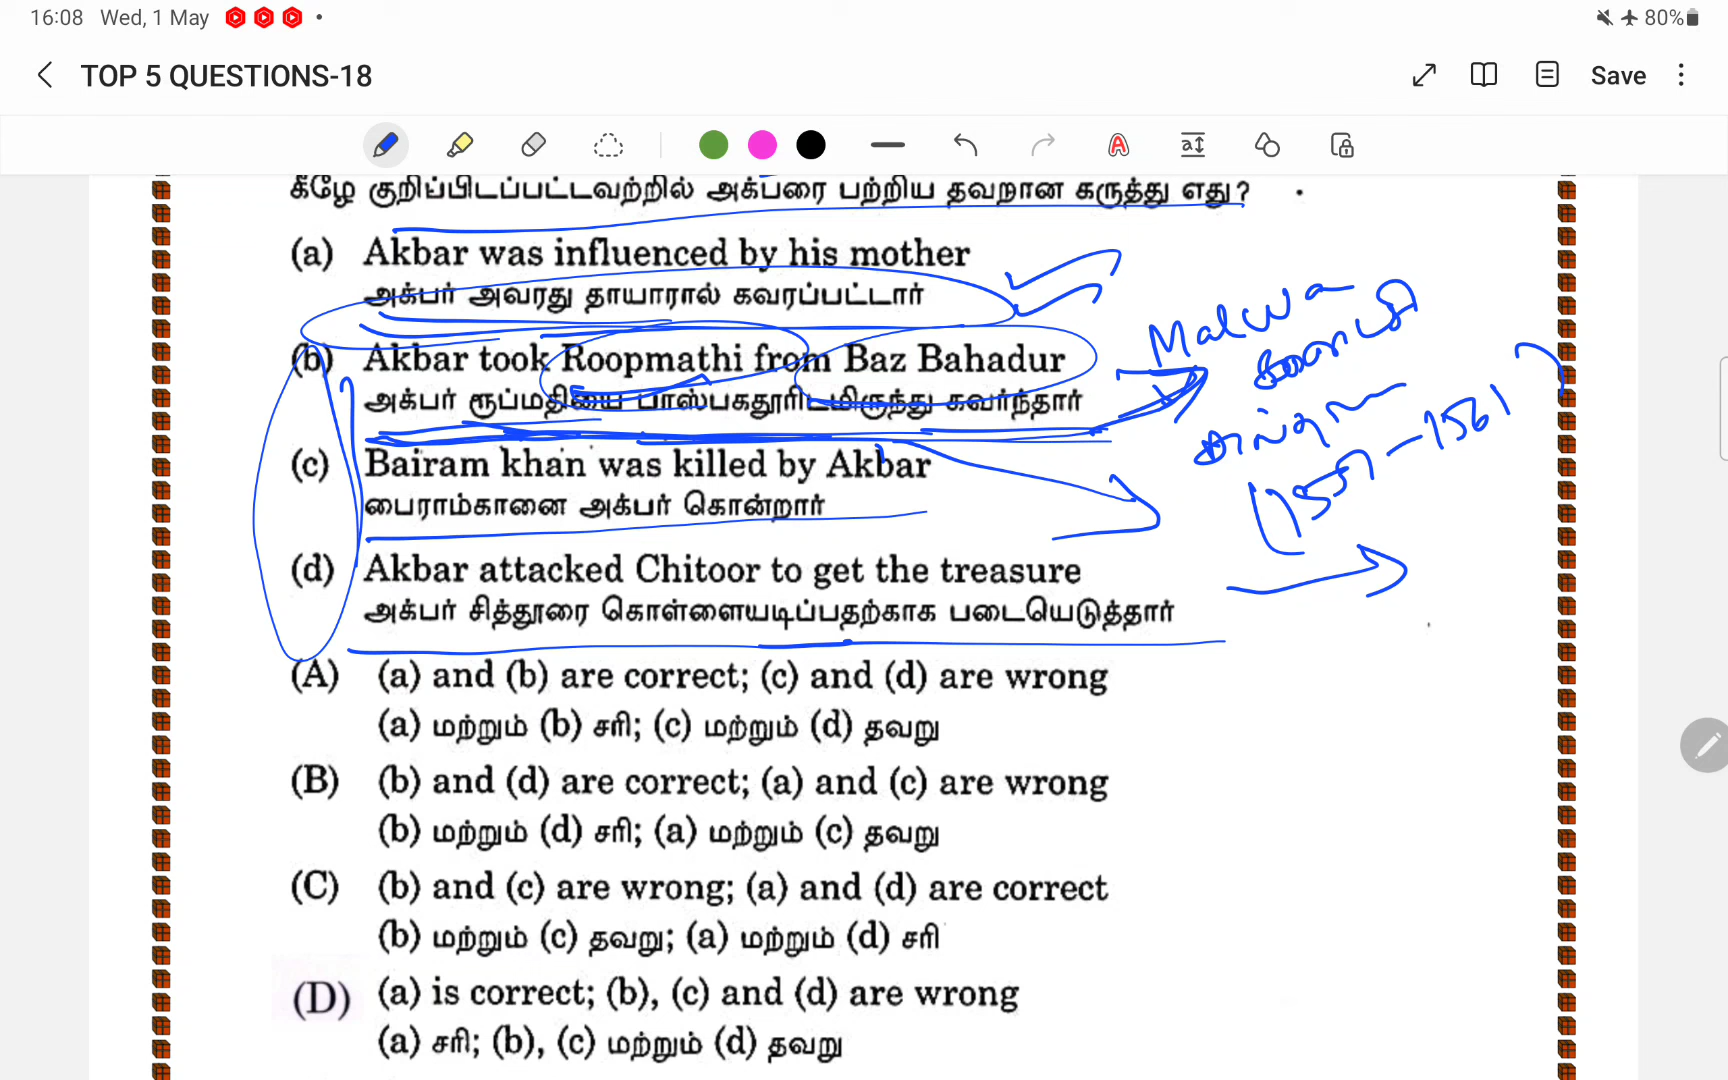 16:08 Wed, 1 May
80%
TOP 5 QUESTIONS-18
Save
கீழே குறிப்பிடப்பட்டவற்றில் அக்பரை பற்றிய தவறான கருத்து எது?
(a) Akbar was influenced by his mother
அக்பர் அவரது தாயாரால் கவரப்பட்டார்
(b) Akbar took Roopmathi from Baz Bahadur
அக்பர் ரூப்மதியை பாஸ்பகதூரிடமிருந்து கவர்ந்தார்
Malwa
(c) Bairam khan was killed by Akbar
பைராம்கானை அக்பர் கொன்றார்
(d) Akbar attacked Chitoor to get the treasure
அக்பர் சித்தூரை கொள்ளையடிப்பதற்காக படையெடுத்தார்
(A) (a) and (b) are correct; (c) and (d) are wrong
(a) மற்றும் (b) சரி; (c) மற்றும் (d) தவறு
(B) (b) and (d) are correct; (a) and (c) are wrong
(b) மற்றும் (d) சரி; (a) மற்றும் (c) தவறு
(C) (b) and (c) are wrong; (a) and (d) are correct
(b) மற்றும் (c) தவறு; (a) மற்றும் (d) சரி
(D) (a) is correct; (b), (c) and (d) are wrong
(a) சரி; (b), (c) மற்றும் (d) தவறு